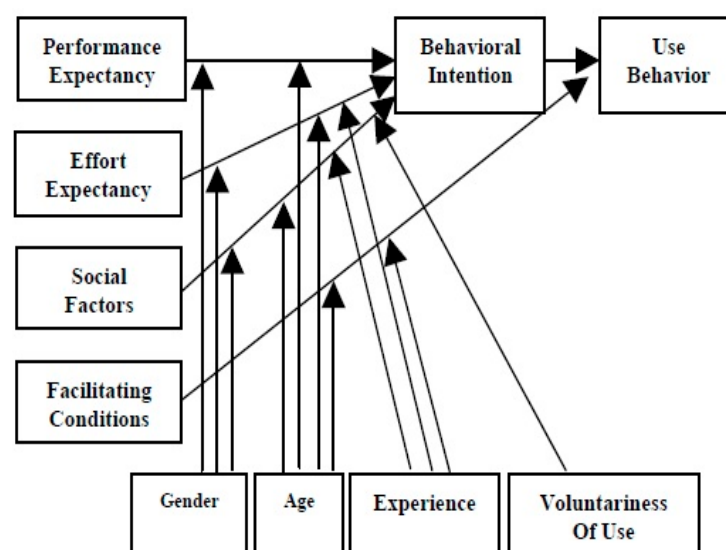 Performance
Expectancy
Behavioral
Intention
Use
Behavior
Effort
Expectancy
Social
Factors
Facilitating
Conditions
Gender
Age
Experience
Voluntariness
Of Use